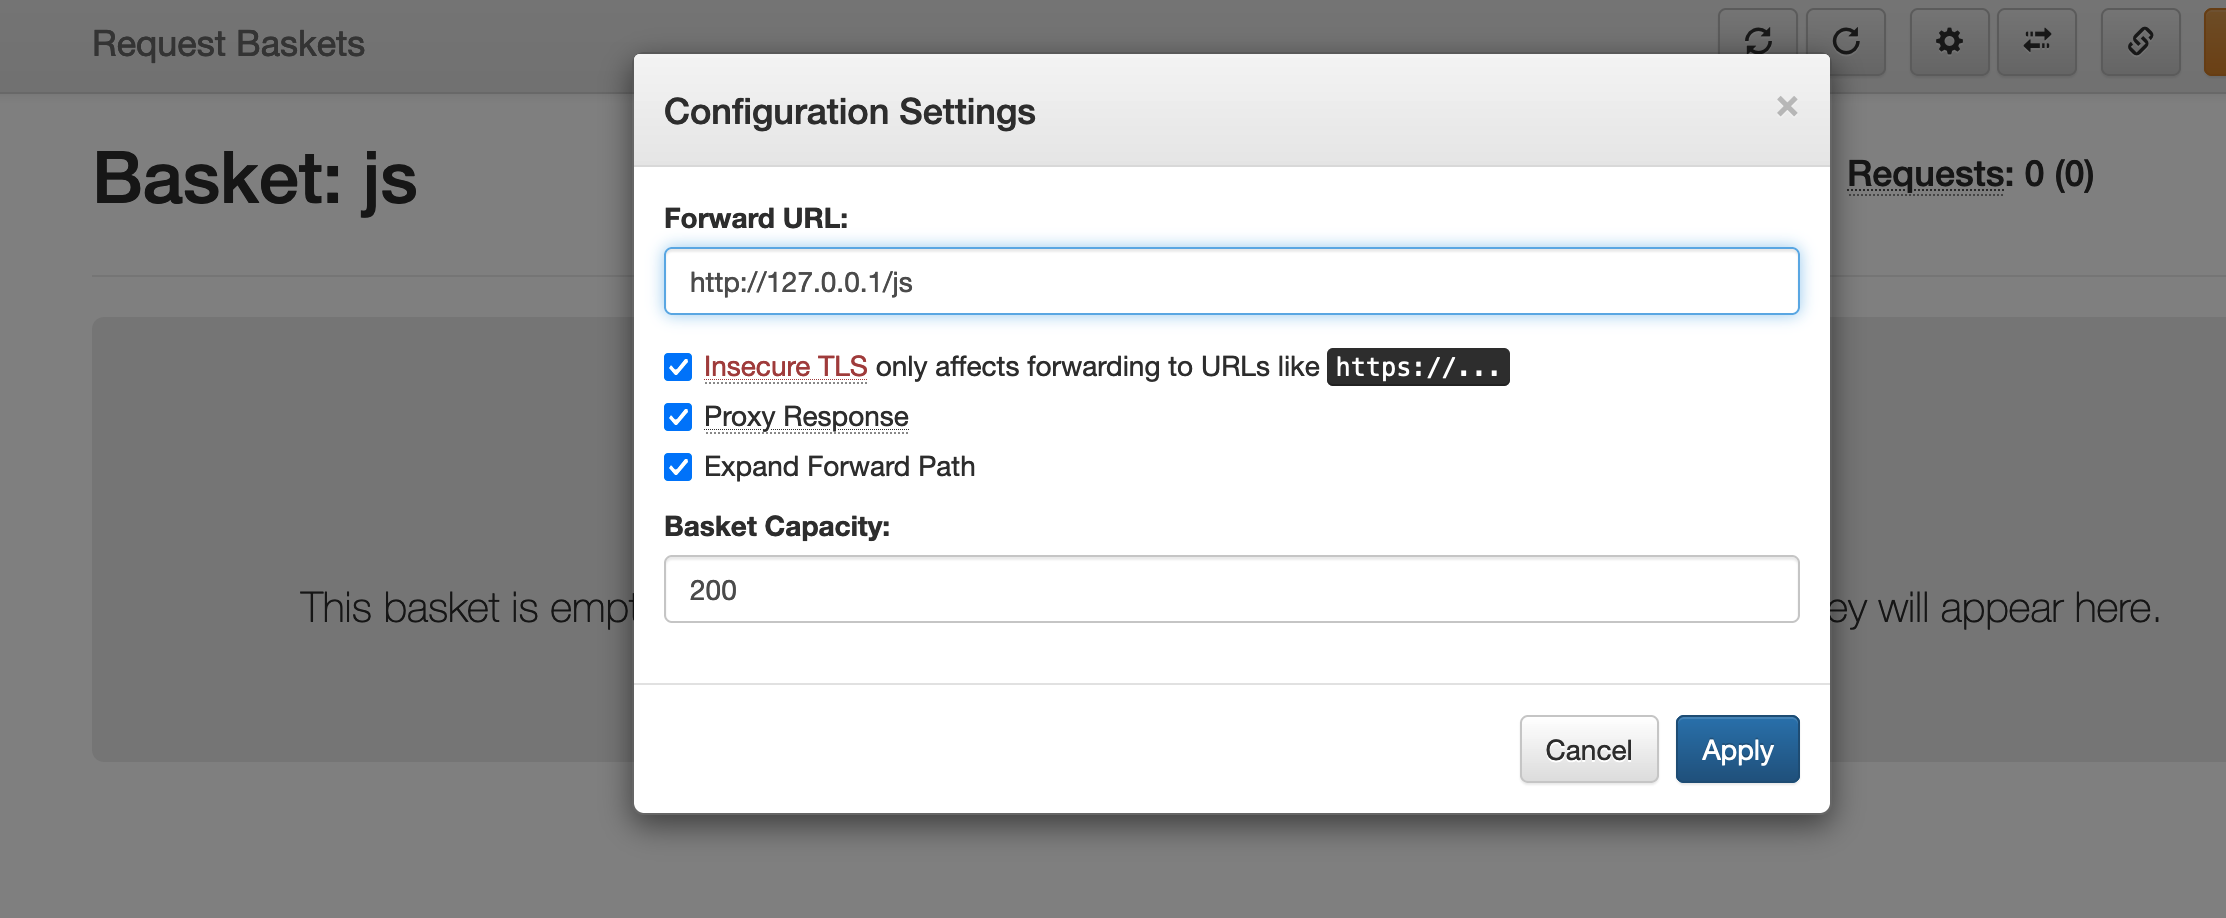 Request Baskets
Configuration Settings
×
Basket: js
Requests: 0 (0)
Forward URL:
http://127.0.0.1/js
Insecure TLS only affects forwarding to URLs like https://...
Proxy Response
Expand Forward Path
Basket Capacity:
200
This basket is
will appear here.
Cancel
Apply